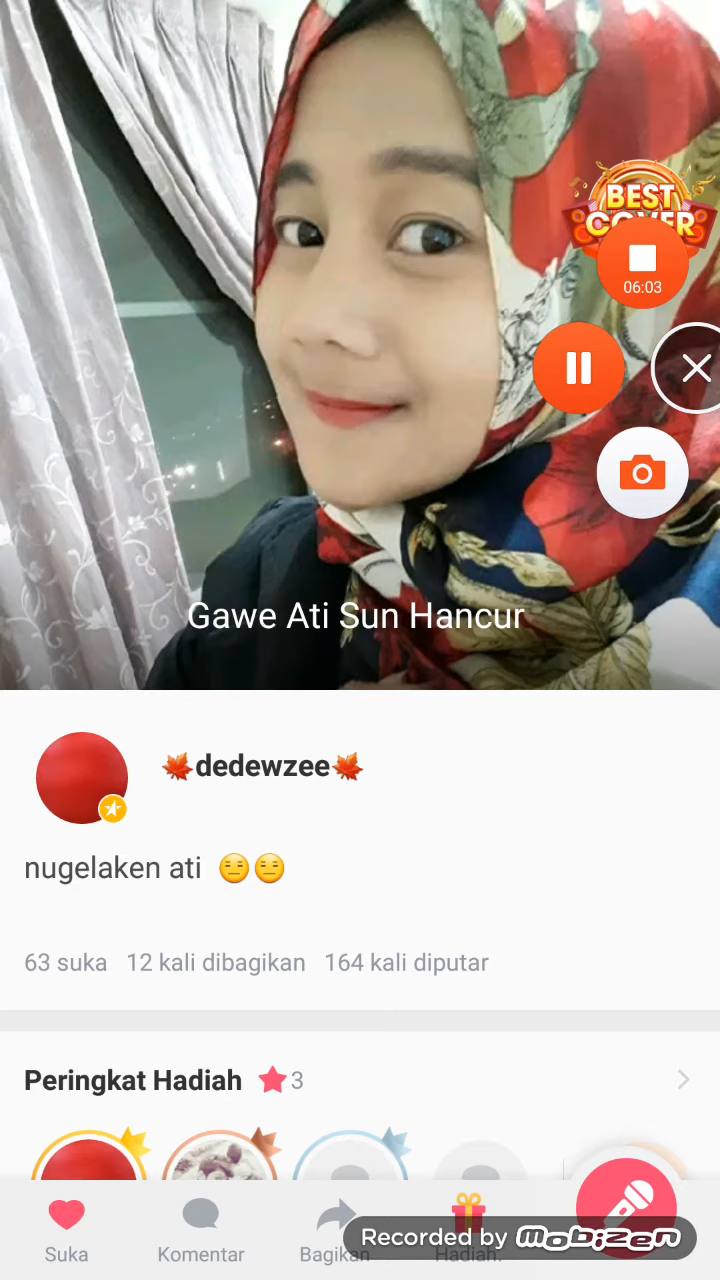 BEST
COVER
06:03
Gawe Ati Sun Hancur
🍁dedewzee🍁
nugelaken ati 😑😑
63 suka 12 kali dibagikan 164 kali diputar
Peringkat Hadiah 3
Suka Komentar Bagikan Hadiah
Recorded by mobizen